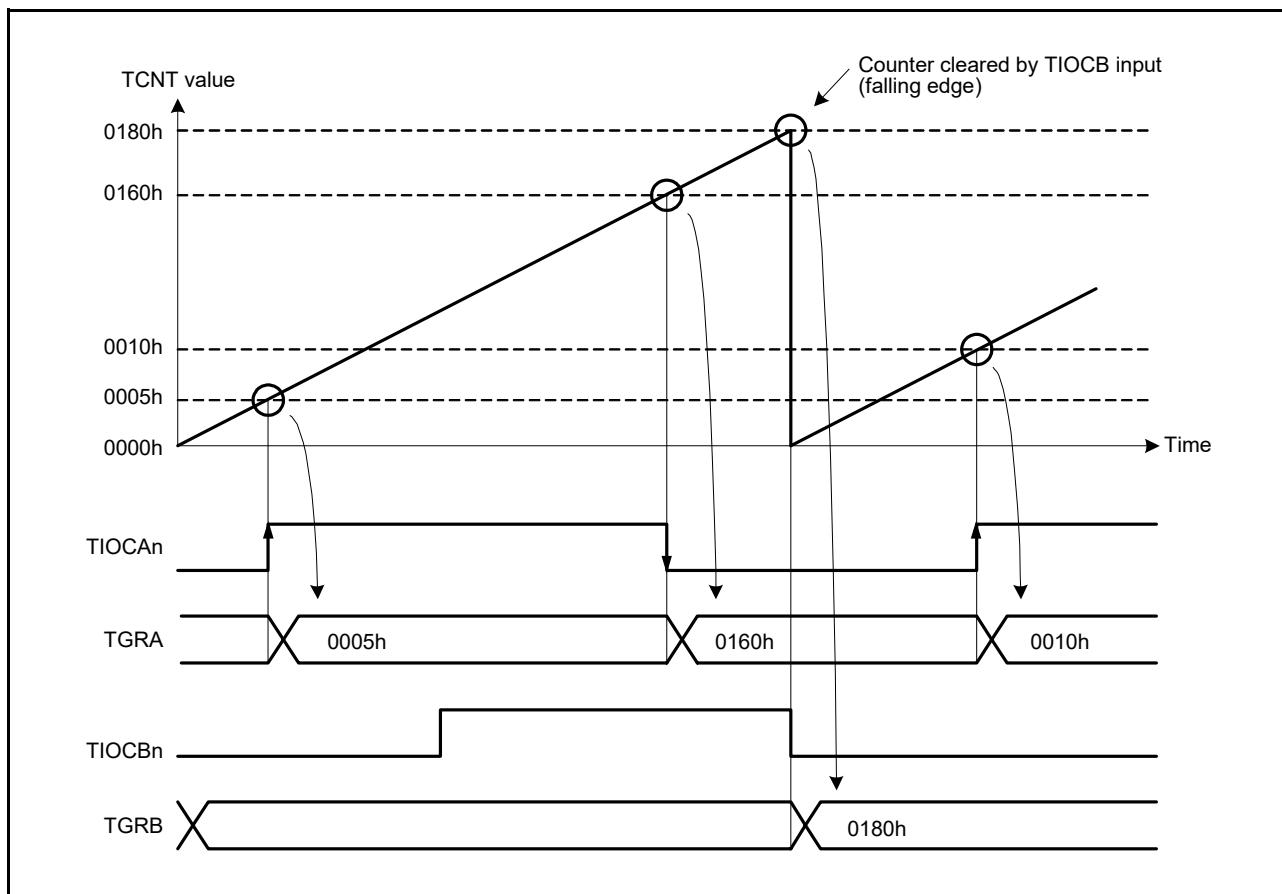 Counter cleared by TIOCB input
(falling edge)
TCNT value
0180h
0160h
0010h
0005h
0000h
Time
TIOCAn
TGRA
0005h
0160h
0010h
TIOCBn
TGRB
0180h